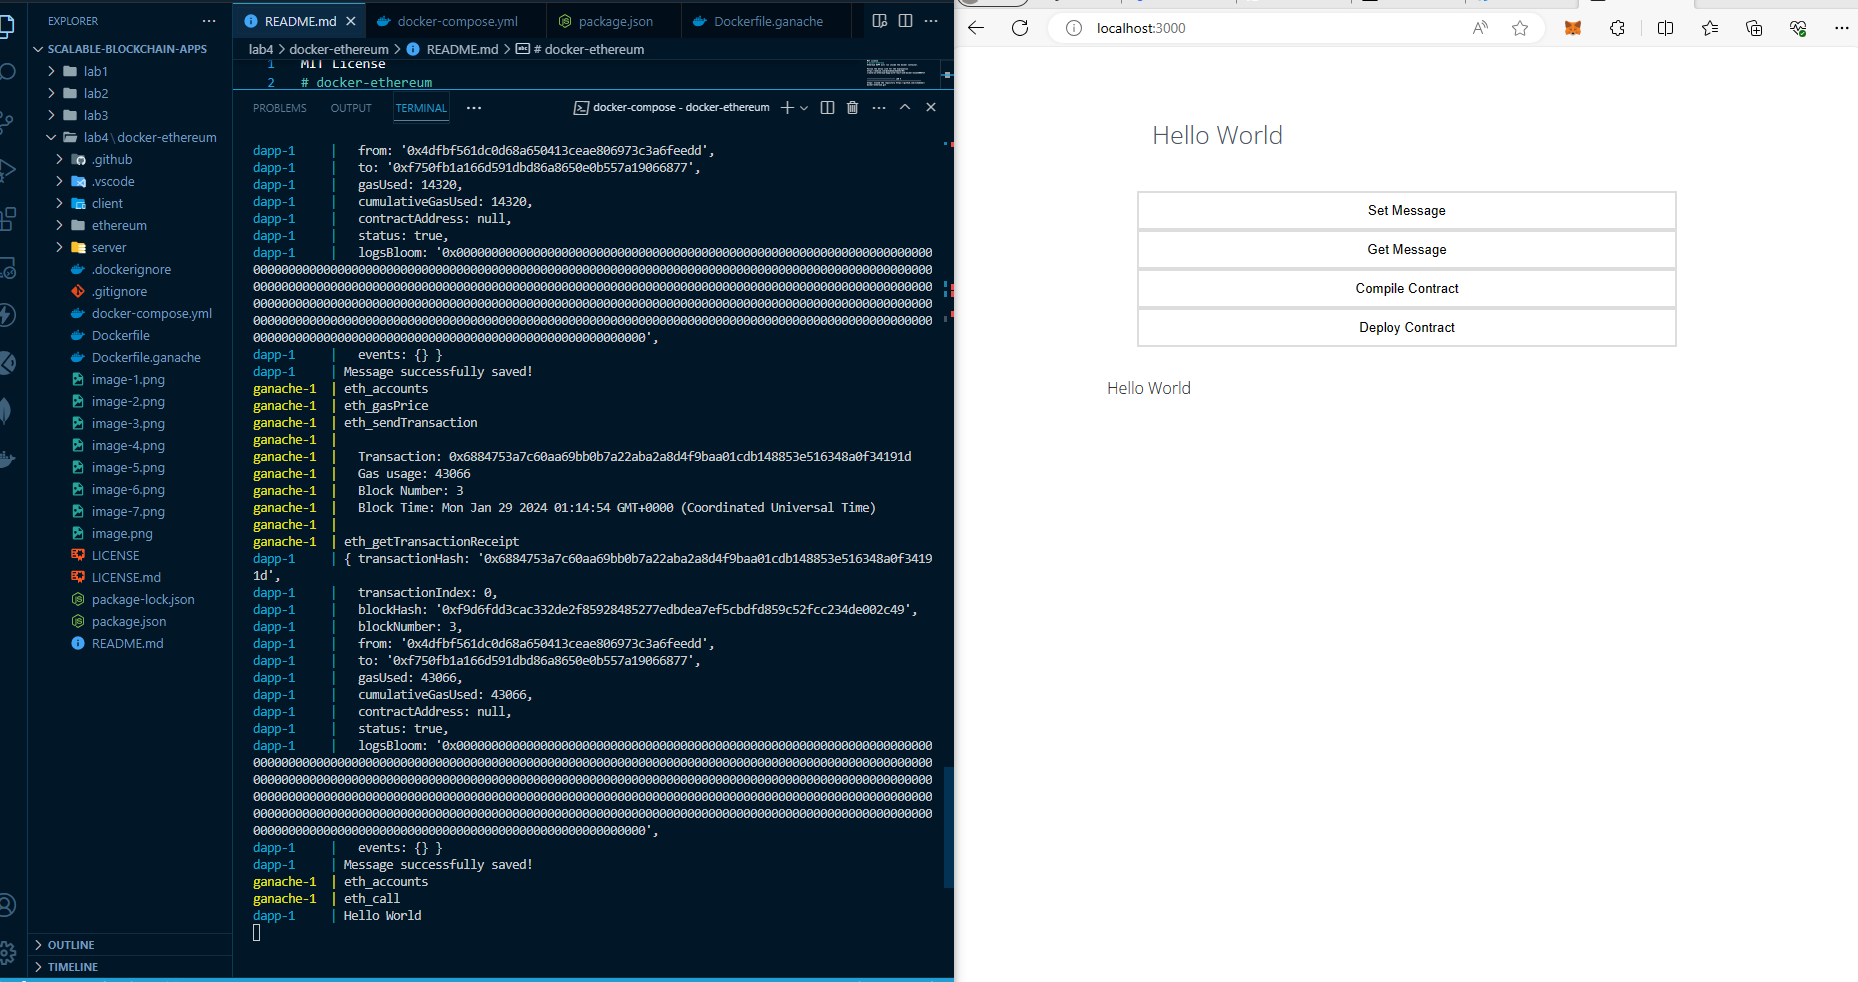 EXPLORER
SCALABLE-BLOCKCHAIN-APPS
lab1
lab2
lab3
lab4 \ docker-ethereum
.github
.vscode
client
ethereum
server
.dockerignore
.gitignore
docker-compose.yml
Dockerfile
Dockerfile.ganache
image-1.png
image-2.png
image-3.png
image-4.png
image-5.png
image-6.png
image-7.png
image.png
LICENSE
LICENSE.md
package-lock.json
package.json
README.md
OUTLINE
TIMELINE
README.md docker-compose.yml package.json Dockerfile.ganache
lab4 > docker-ethereum > README.md > # docker-ethereum
1 MIT License
2 # docker-ethereum
PROBLEMS OUTPUT TERMINAL docker-compose - docker-ethereum
dapp-1 | from: '0x4dfbf561dc0d68a650413ceae806973c3a6feedd',
dapp-1 | to: '0xf750fb1a166d591dbd86a8650e0b557a19066877',
dapp-1 | gasUsed: 14320,
dapp-1 | cumulativeGasUsed: 14320,
dapp-1 | contractAddress: null,
dapp-1 | status: true,
dapp-1 | logsBloom: '0x
dapp-1 | events: {} }
dapp-1 | Message successfully saved!
ganache-1 | eth_accounts
ganache-1 | eth_gasPrice
ganache-1 | eth_sendTransaction
ganache-1 |
ganache-1 | Transaction: 0x6884753a7c60aa69bb0b7a22aba2a8d4f9baa01cdb148853e516348a0f34191d
ganache-1 | Gas usage: 43066
ganache-1 | Block Number: 3
ganache-1 | Block Time: Mon Jan 29 2024 01:14:54 GMT+0000 (Coordinated Universal Time)
ganache-1 |
ganache-1 | eth_getTransactionReceipt
dapp-1 | { transactionHash: '0x6884753a7c60aa69bb0b7a22aba2a8d4f9baa01cdb148853e516348a0f3419
1d',
dapp-1 | transactionIndex: 0,
dapp-1 | blockHash: '0xf9d6fdd3cac332de2f85928485277edbdea7ef5cbdfd859c52fcc234de002c49',
dapp-1 | blockNumber: 3,
dapp-1 | from: '0x4dfbf561dc0d68a650413ceae806973c3a6feedd',
dapp-1 | to: '0xf750fb1a166d591dbd86a8650e0b557a19066877',
dapp-1 | gasUsed: 43066,
dapp-1 | cumulativeGasUsed: 43066,
dapp-1 | contractAddress: null,
dapp-1 | status: true,
dapp-1 | logsBloom: '0x
dapp-1 | events: {} }
dapp-1 | Message successfully saved!
ganache-1 | eth_accounts
ganache-1 | eth_call
dapp-1 | Hello World
localhost:3000
Hello World
Set Message
Get Message
Compile Contract
Deploy Contract
Hello World